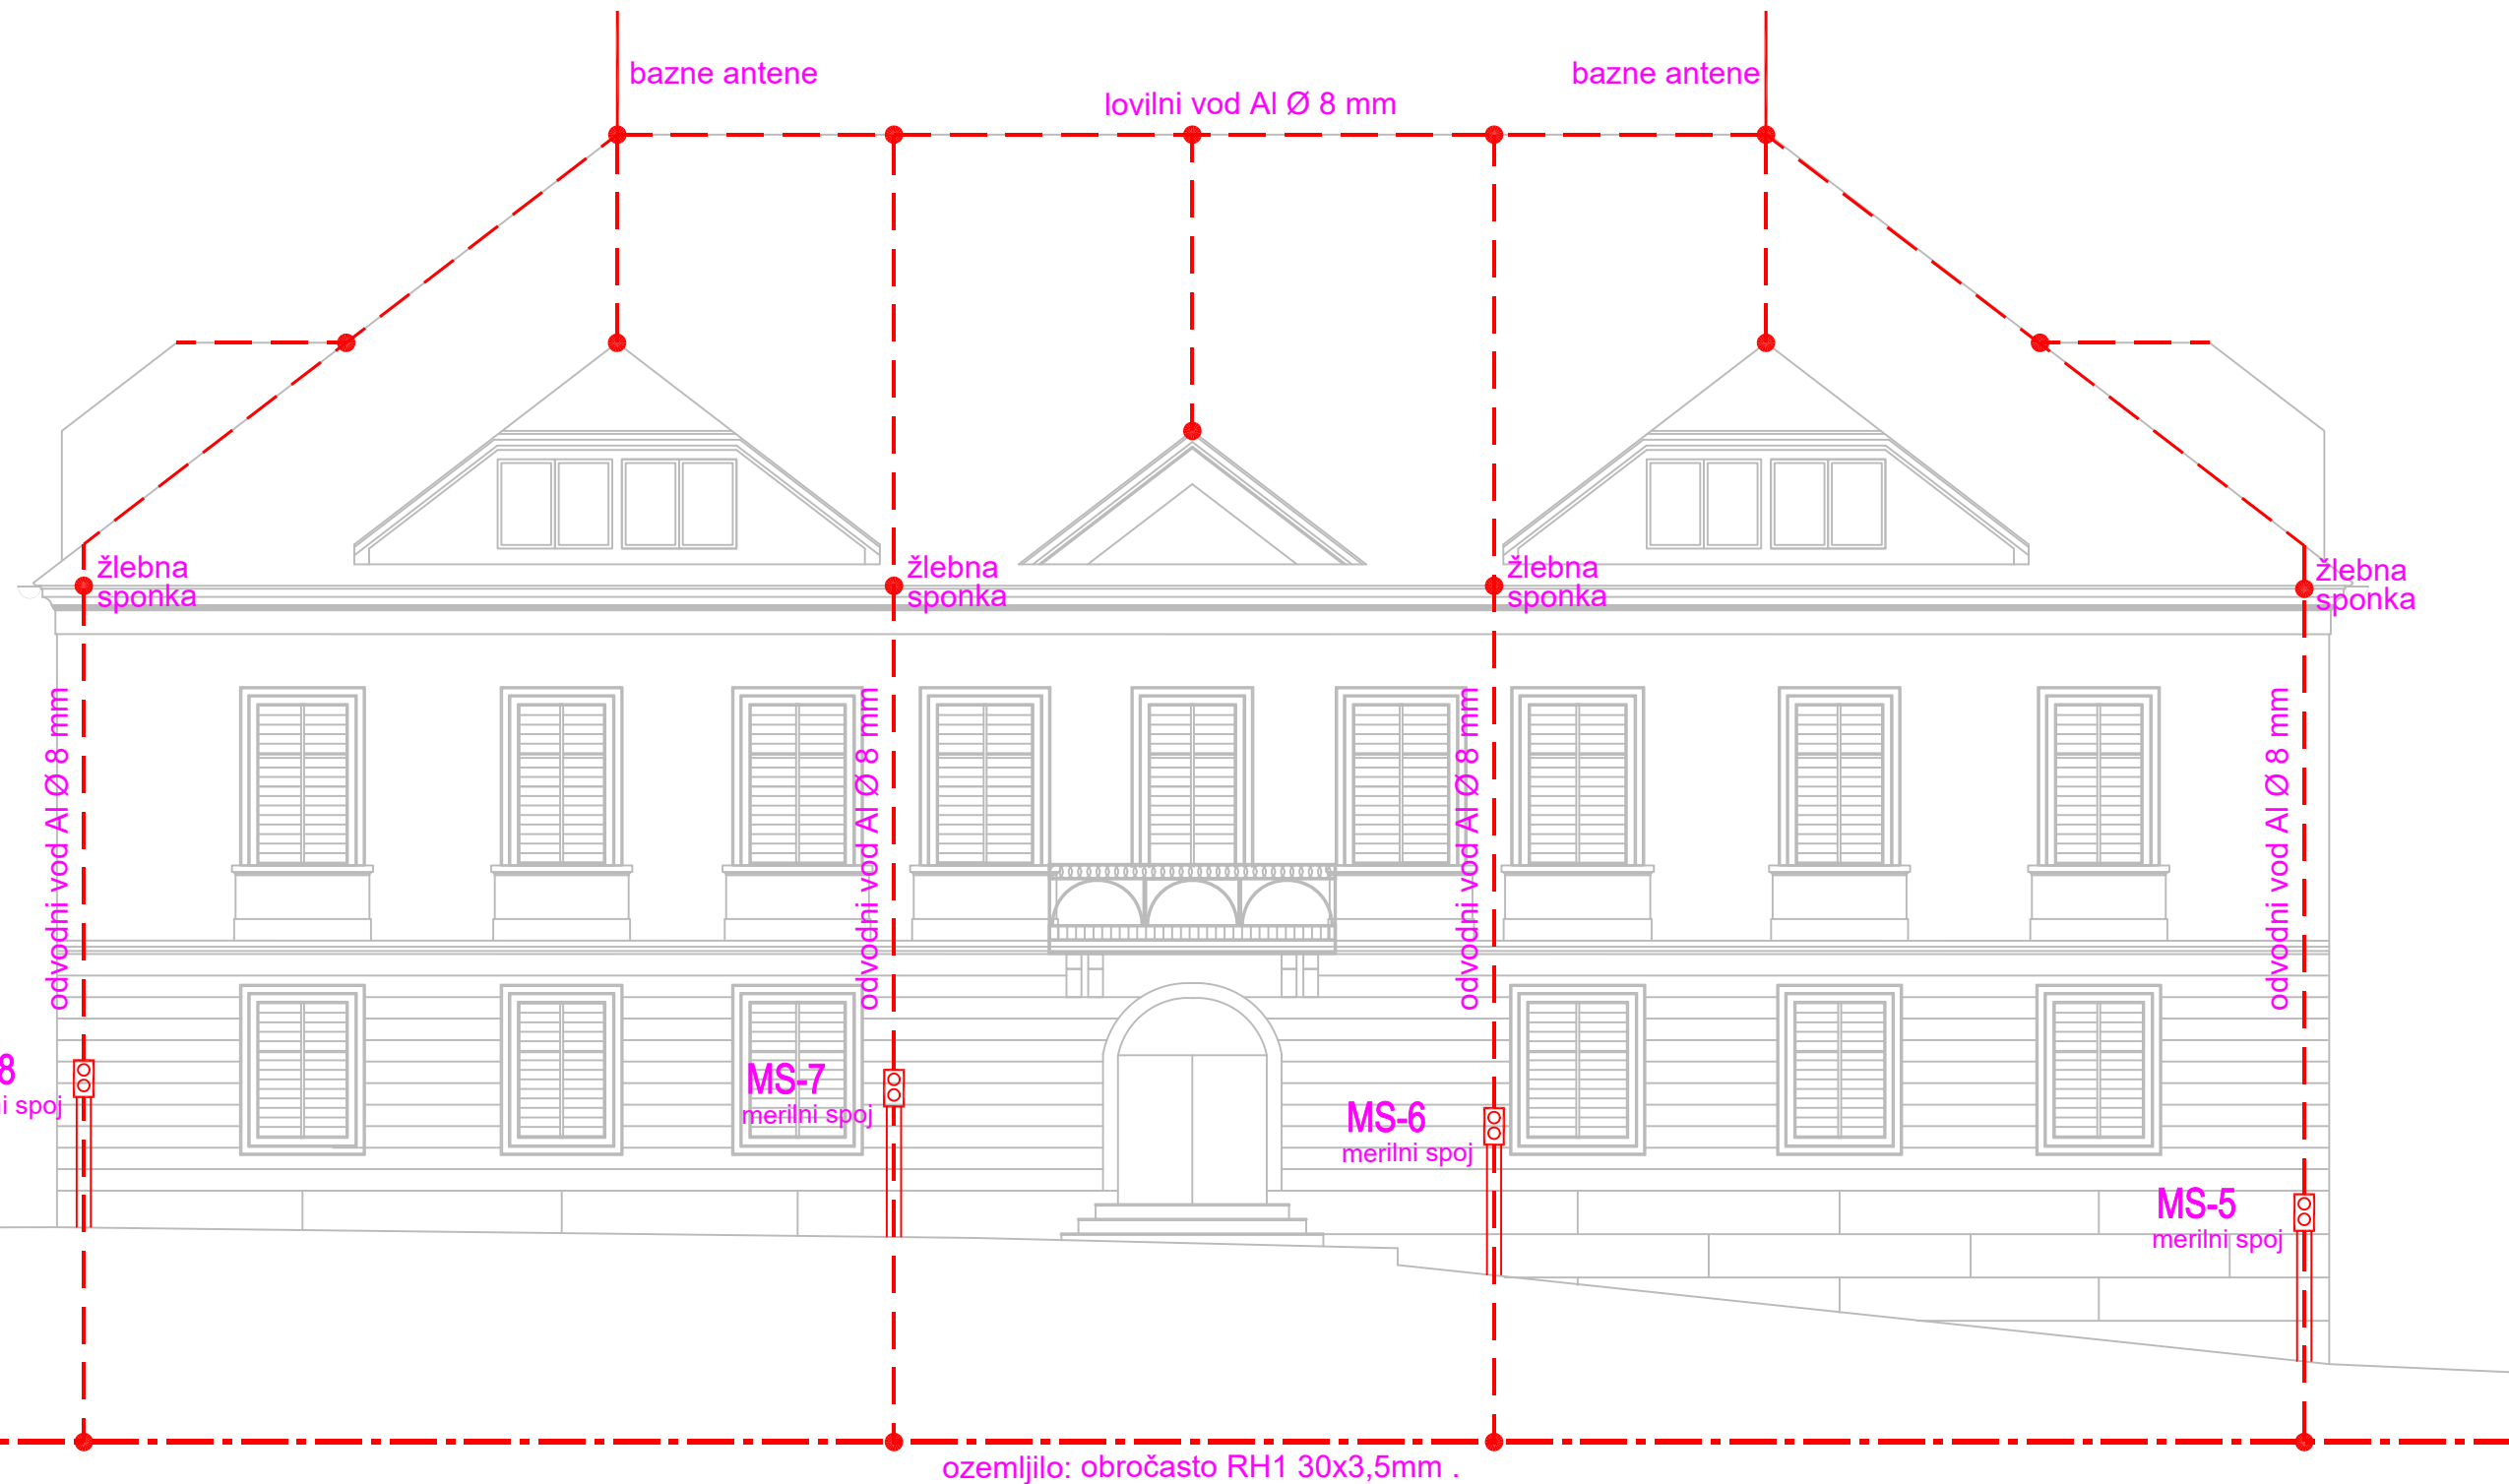 bazne antene
bazne antene
lovilni vod Al Ø 8 mm
žlebna
sponka
žlebna
sponka
žlebna
sponka
žlebna
sponka
odvodni vod Al Ø 8 mm
odvodni vod Al Ø 8 mm
odvodni vod Al Ø 8 mm
odvodni vod Al Ø 8 mm
8
spoj
MS-7
merilni spoj
MS-6
merilni spoj
MS-5
merilni spoj
ozemljilo: obročasto RH1 30x3,5mm .